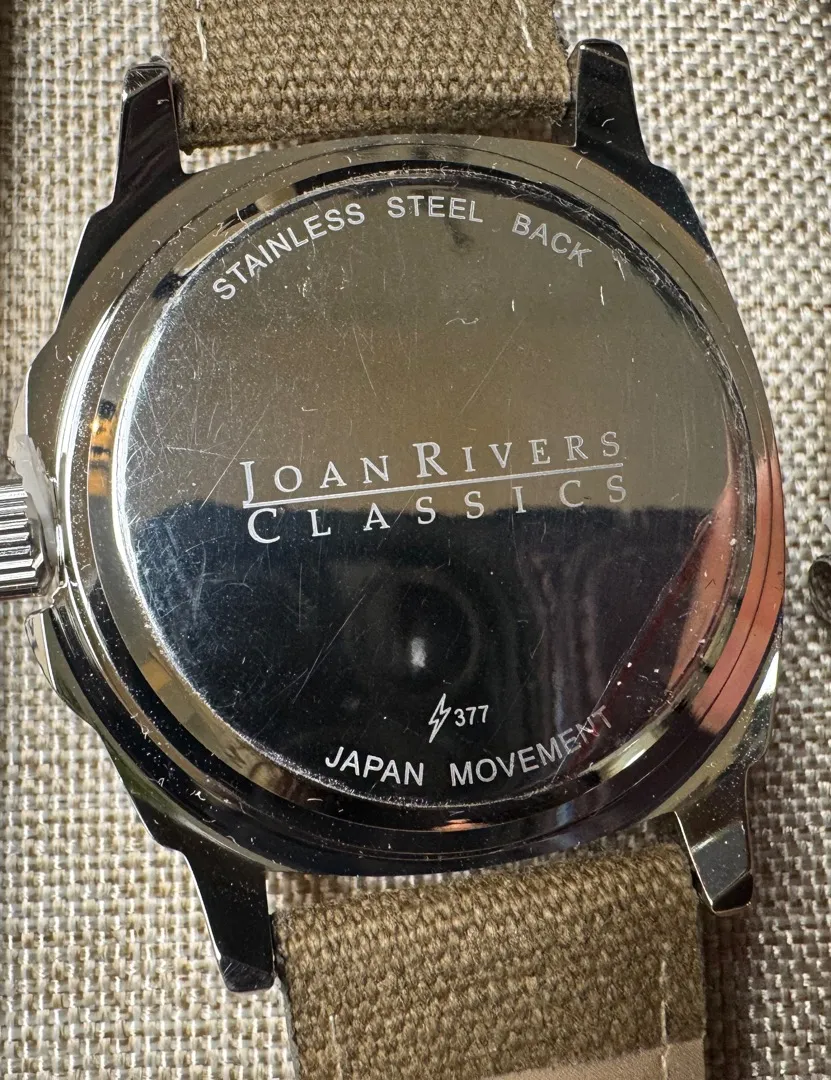 STAINLESS STEEL BACK
JOAN RIVERS
CLASSICS
377
JAPAN MOVEMENT